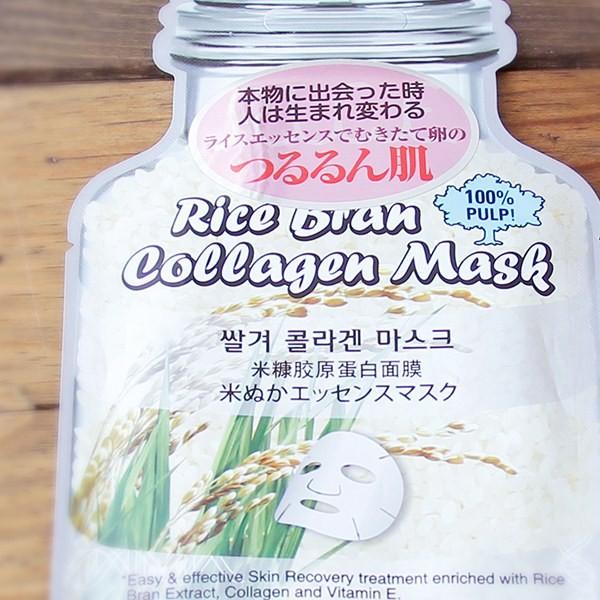 本物に出会った時
人は生まれ変わる
ライスエッセンスでむきたて卵の
つるるん肌
Rice Bran
100%
PULP!
Collagen Mask
쌀겨 콜라겐 마스크
米糠胶原蛋白面膜
米ぬかエッセンスマスク
*Easy & effective Skin Recovery treatment enriched with Rice
Bran Extract, Collagen and Vitamin E.